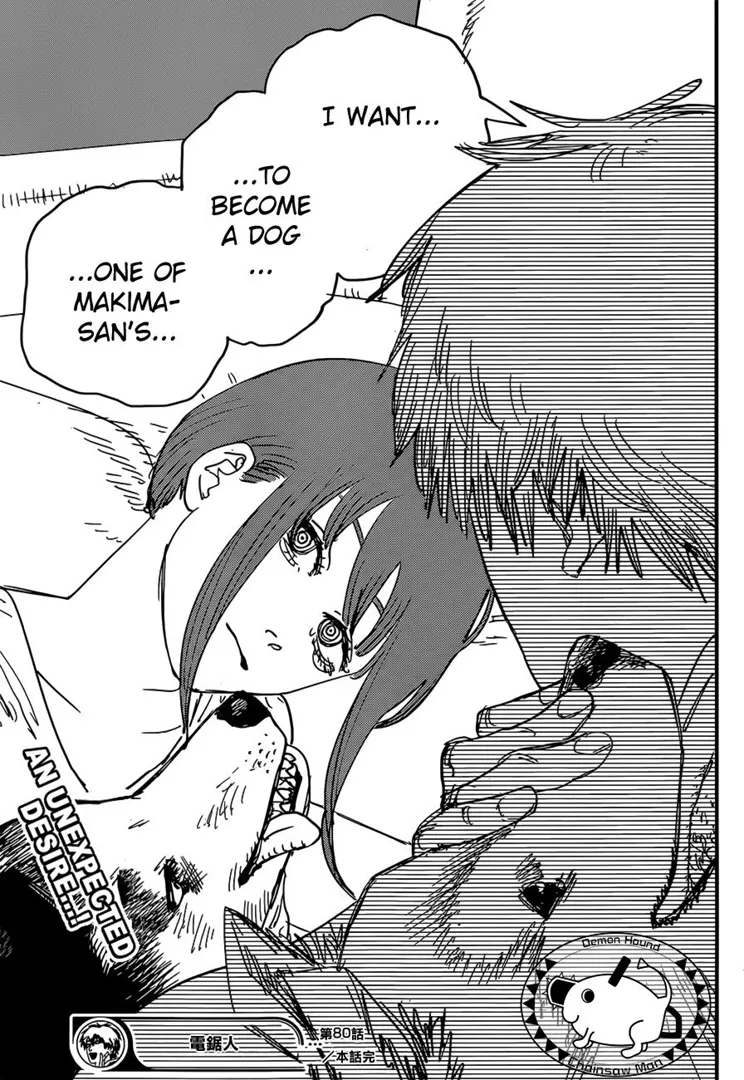 I WANT...
...TO
BECOME
A DOG
...
...ONE OF
MAKIMA-
SAN'S...
AN UNEXPECTED
DESIRE...!
Demon Hound
Chainsaw Man
電鋸人
...第80話
...╱本話完